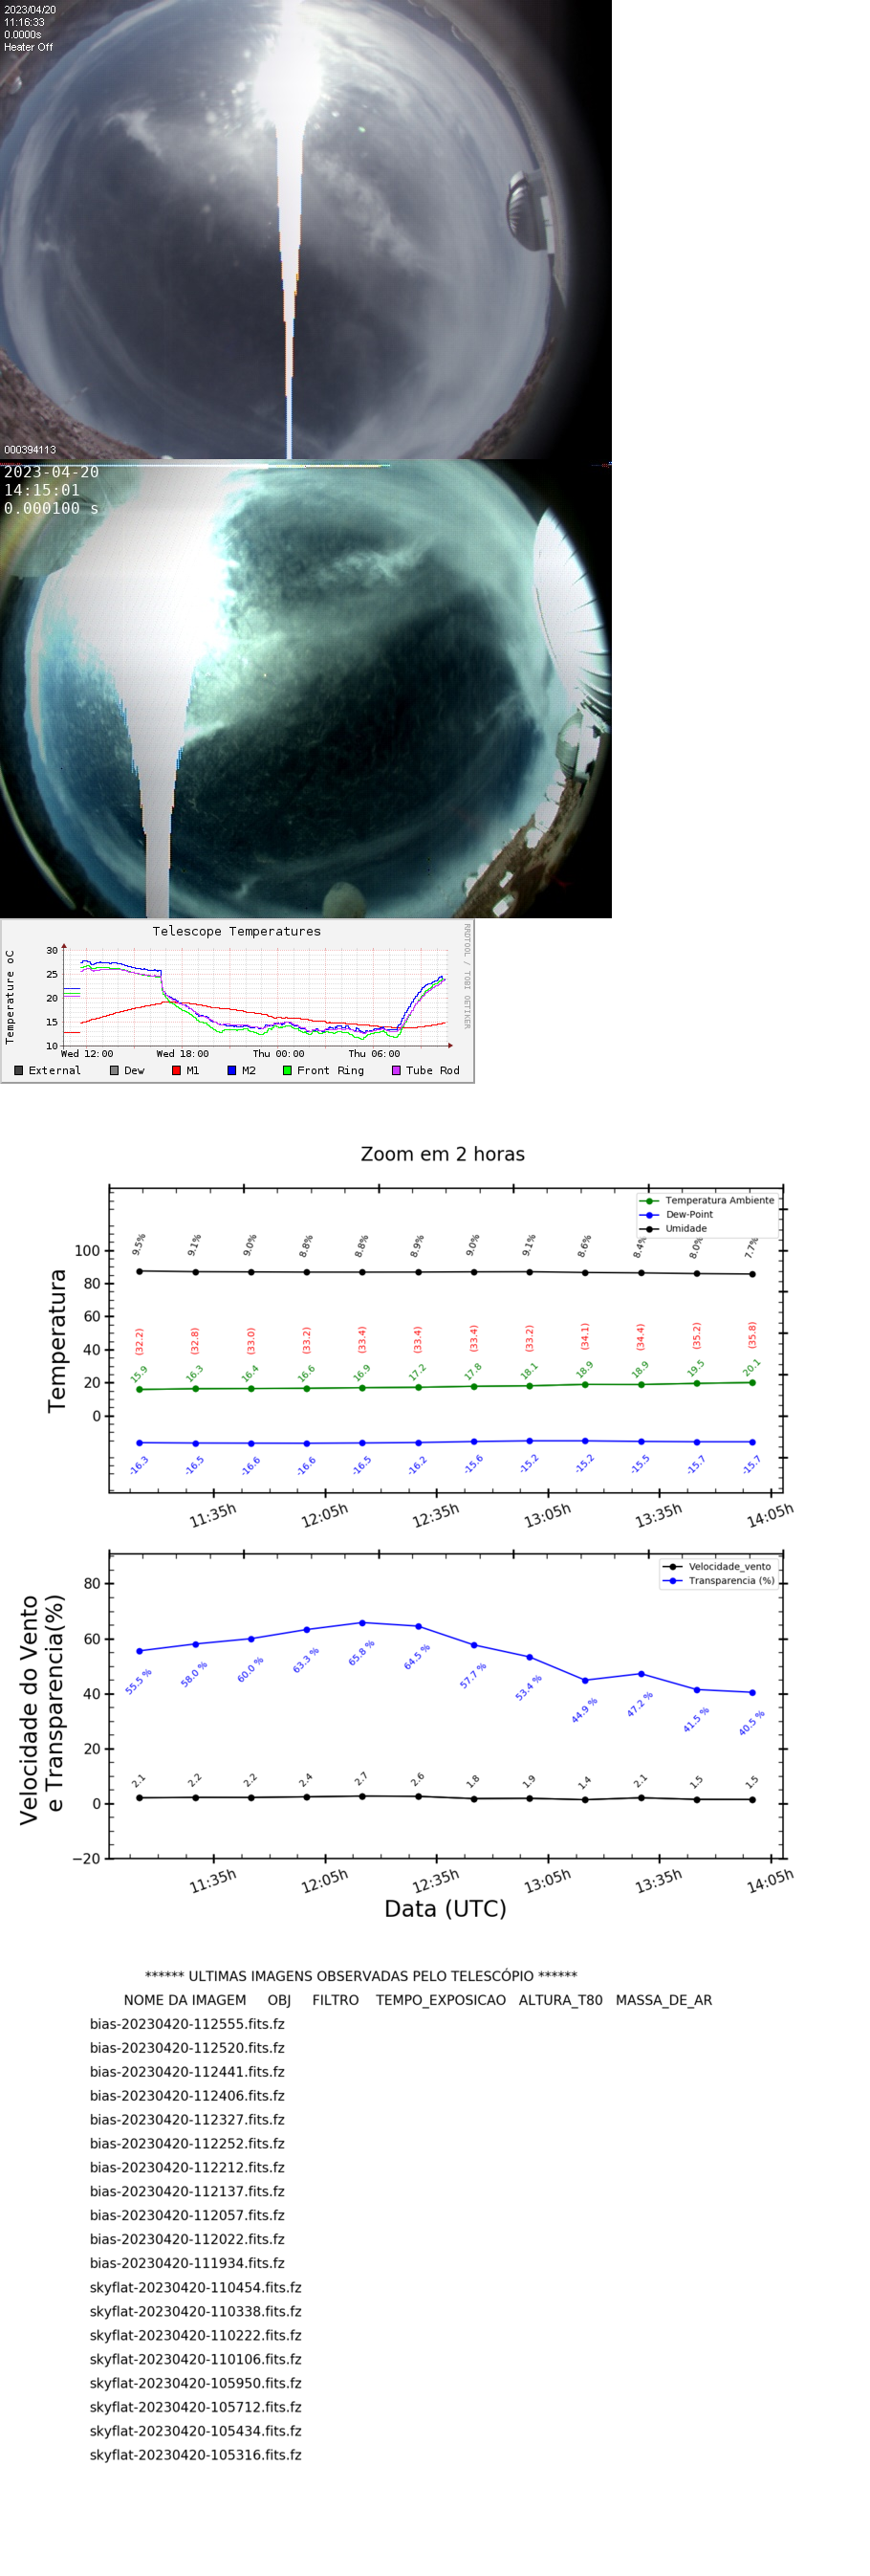 2023/04/20
11:16:33
0.0000s
Heater Off
000394113
2023-04-20
14:15:01
0.000100 s
Telescope Temperatures
RRDTOOL / TOBI OETIKER
Temperature oC
30
25
20
15
10
Wed 12:00 Wed 18:00 Thu 00:00 Thu 06:00
External Dew M1 M2 Front Ring Tube Rod
Zoom em 2 horas
Temperatura Ambiente
Dew-Point
Umidade
Temperatura
100
80
60
40
20
0
9.5% 9.1% 9.0% 8.8% 8.8% 8.9% 9.0% 9.1% 8.6% 8.4% 8.0% 7.7%
(32.2) (32.8) (33.0) (33.2) (33.4) (33.4) (33.4) (33.2) (34.1) (34.4) (35.2) (35.8)
15.9 16.3 16.4 16.6 16.9 17.2 17.8 18.1 18.9 18.9 19.5 20.1
-16.3 -16.5 -16.6 -16.6 -16.5 -16.2 -15.6 -15.2 -15.2 -15.5 -15.7 -15.7
11:35h 12:05h 12:35h 13:05h 13:35h 14:05h
Velocidade_vento
Transparencia (%)
Velocidade do Vento
e Transparencia(%)
80
60
40
20
0
−20
55.5 % 58.0 % 60.0 % 63.3 % 65.8 % 64.5 % 57.7 % 53.4 % 44.9 % 47.2 % 41.5 % 40.5 %
2.1 2.2 2.2 2.4 2.7 2.6 1.8 1.9 1.4 2.1 1.5 1.5
11:35h 12:05h 12:35h 13:05h 13:35h 14:05h
Data (UTC)
****** ULTIMAS IMAGENS OBSERVADAS PELO TELESCÓPIO ******
NOME DA IMAGEM OBJ FILTRO TEMPO_EXPOSICAO ALTURA_T80 MASSA_DE_AR
bias-20230420-112555.fits.fz
bias-20230420-112520.fits.fz
bias-20230420-112441.fits.fz
bias-20230420-112406.fits.fz
bias-20230420-112327.fits.fz
bias-20230420-112252.fits.fz
bias-20230420-112212.fits.fz
bias-20230420-112137.fits.fz
bias-20230420-112057.fits.fz
bias-20230420-112022.fits.fz
bias-20230420-111934.fits.fz
skyflat-20230420-110454.fits.fz
skyflat-20230420-110338.fits.fz
skyflat-20230420-110222.fits.fz
skyflat-20230420-110106.fits.fz
skyflat-20230420-105950.fits.fz
skyflat-20230420-105712.fits.fz
skyflat-20230420-105434.fits.fz
skyflat-20230420-105316.fits.fz